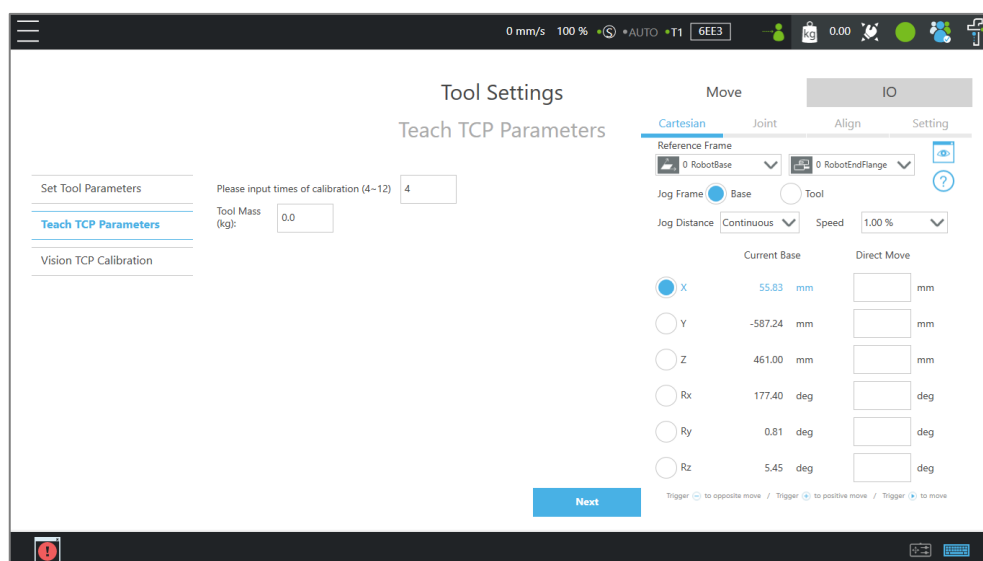 0 mm/s 100 % •Ⓢ •AUTO •T1 6EE3 kg 0.00
Tool Settings
Teach TCP Parameters
Set Tool Parameters
Teach TCP Parameters
Vision TCP Calibration
Please input times of calibration (4~12) 4
Tool Mass
(kg): 0.0
Next
Move IO
Cartesian Joint Align Setting
Reference Frame
0 RobotBase 0 RobotEndFlange
?
Jog Frame Base Tool
Jog Distance Continuous Speed 1.00 %
Current Base Direct Move
X 55.83 mm mm
Y -587.24 mm mm
Z 461.00 mm mm
Rx 177.40 deg deg
Ry 0.81 deg deg
Rz 5.45 deg deg
Trigger ⊖ to opposite move / Trigger ⊕ to positive move / Trigger ▶ to move
!